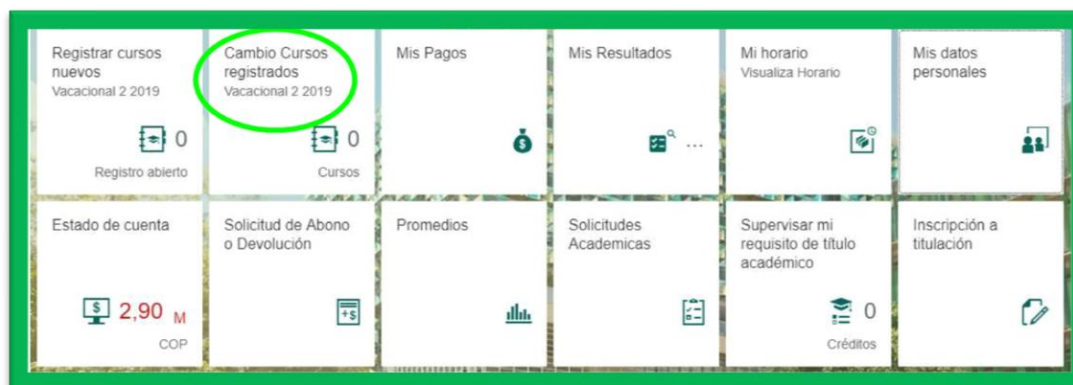 Registrar cursos
nuevos
Vacacional 2 2019
0
Registro abierto
Cambio Cursos
registrados
Vacacional 2 2019
0
Cursos
Mis Pagos
$
Mis Resultados
...
Mi horario
Visualiza Horario
Mis datos
personales
Estado de cuenta
$
2,90 M
COP
Solicitud de Abono
o Devolución
+$
Promedios
Solicitudes
Academicas
Supervisar mi
requisito de título
académico
0
Créditos
Inscripción a
titulación